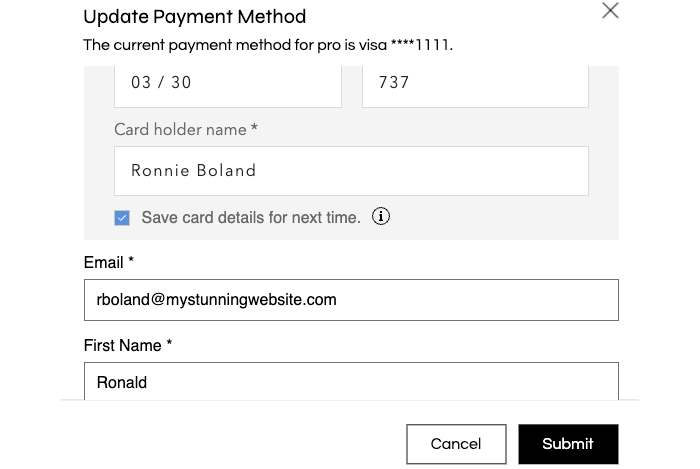 Update Payment Method
The current payment method for pro is visa ****1111.
03 / 30 737
Card holder name *
Ronnie Boland
Save card details for next time.
Email *
rboland@mystunningwebsite.com
First Name *
Ronald
Cancel Submit